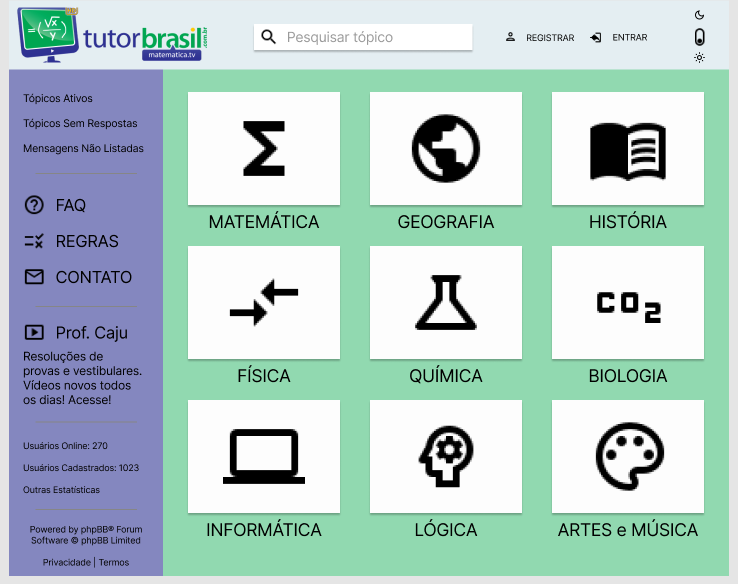 √x
=( )
y
tutorbrasil.com.br
matematica.tv
Pesquisar tópico
REGISTRAR
ENTRAR
Tópicos Ativos
Tópicos Sem Respostas
Mensagens Não Listadas
FAQ
REGRAS
CONTATO
Prof. Caju
Resoluções de
provas e vestibulares.
Vídeos novos todos
os dias! Acesse!
Usuários Online: 270
Usuários Cadastrados: 1023
Outras Estatísticas
Powered by phpBB® Forum
Software © phpBB Limited
Privacidade | Termos
MATEMÁTICA
GEOGRAFIA
HISTÓRIA
FÍSICA
QUÍMICA
CO₂
BIOLOGIA
INFORMÁTICA
LÓGICA
ARTES e MÚSICA